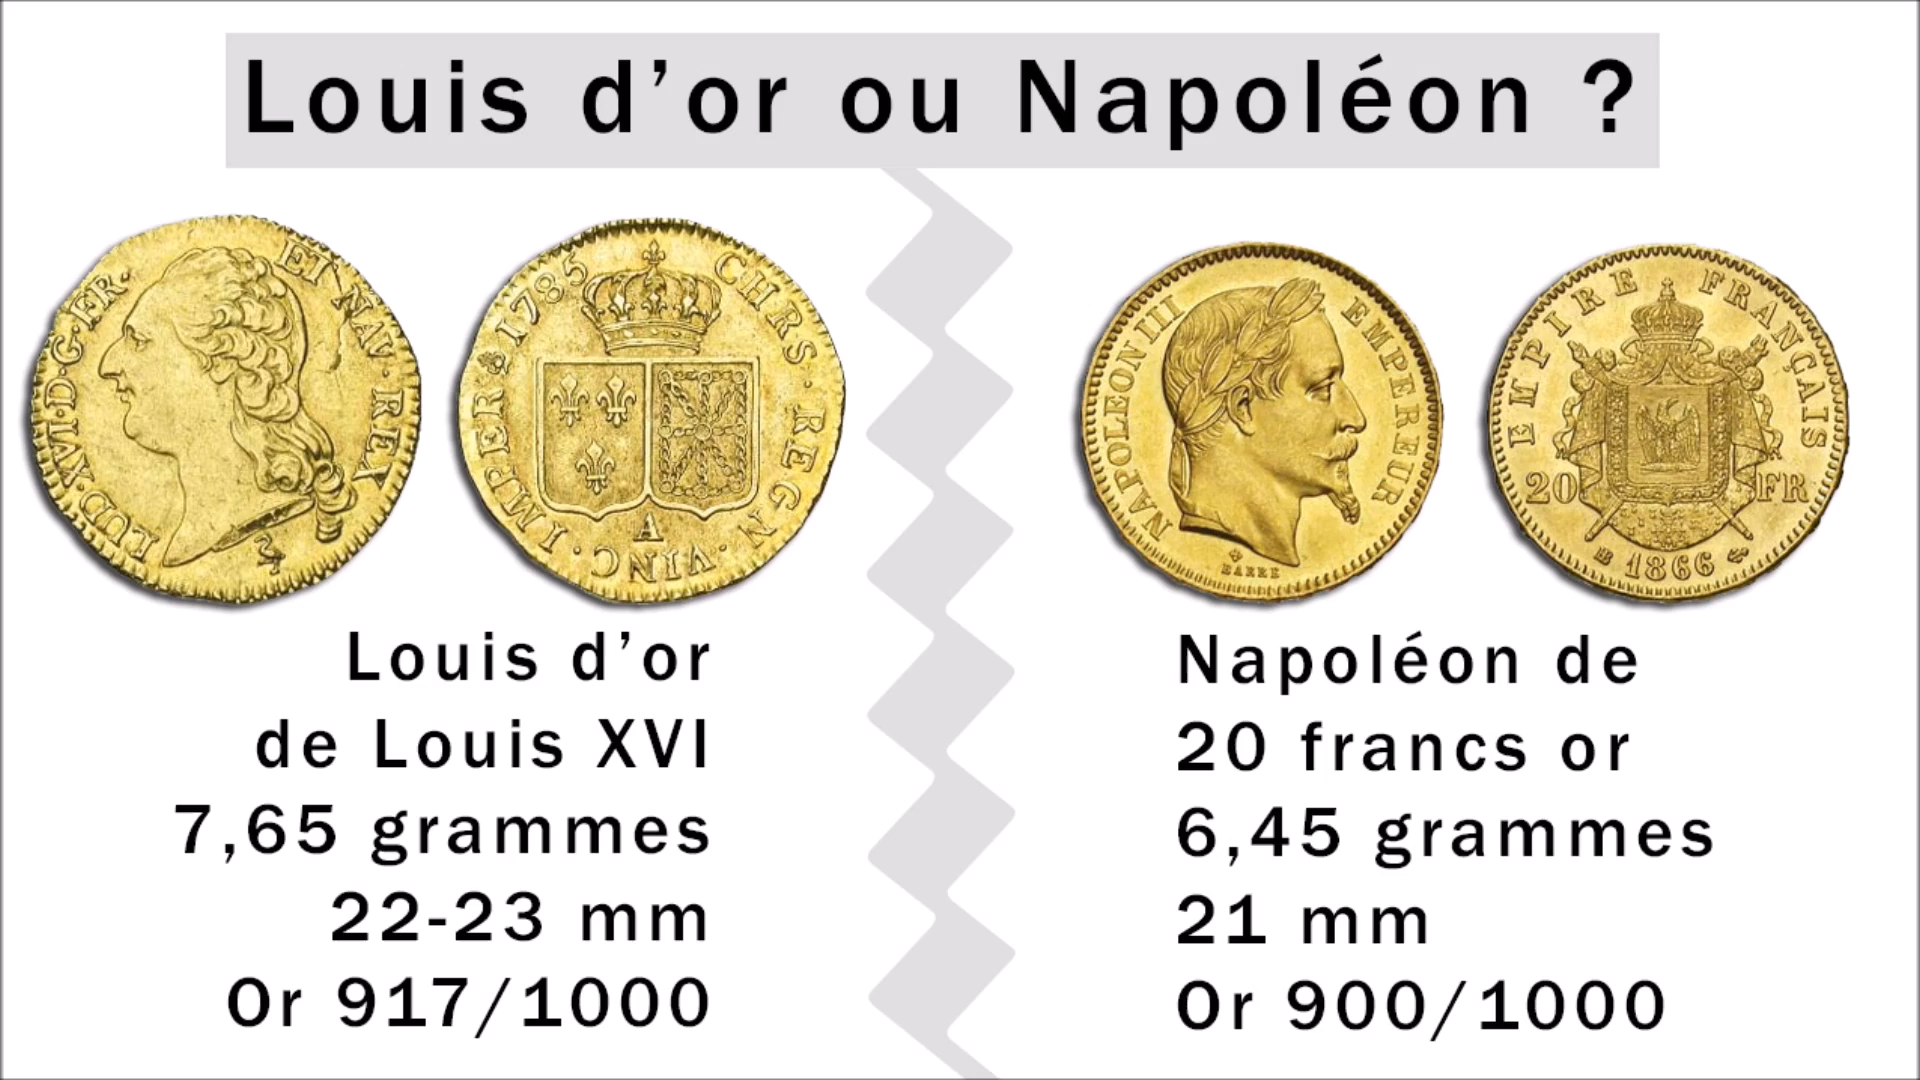 Louis d’or ou Napoléon ?
LUD·XVI·D·G·FR· ET NAV·REX
1785 CHRS·REGN·VINC·IMPER
A
NAPOLEON III EMPEREUR
BARRE
EMPIRE FRANÇAIS
20 FR
BB 1866
Louis d’or
de Louis XVI
7,65 grammes
22-23 mm
Or 917/1000
Napoléon de
20 francs or
6,45 grammes
21 mm
Or 900/1000